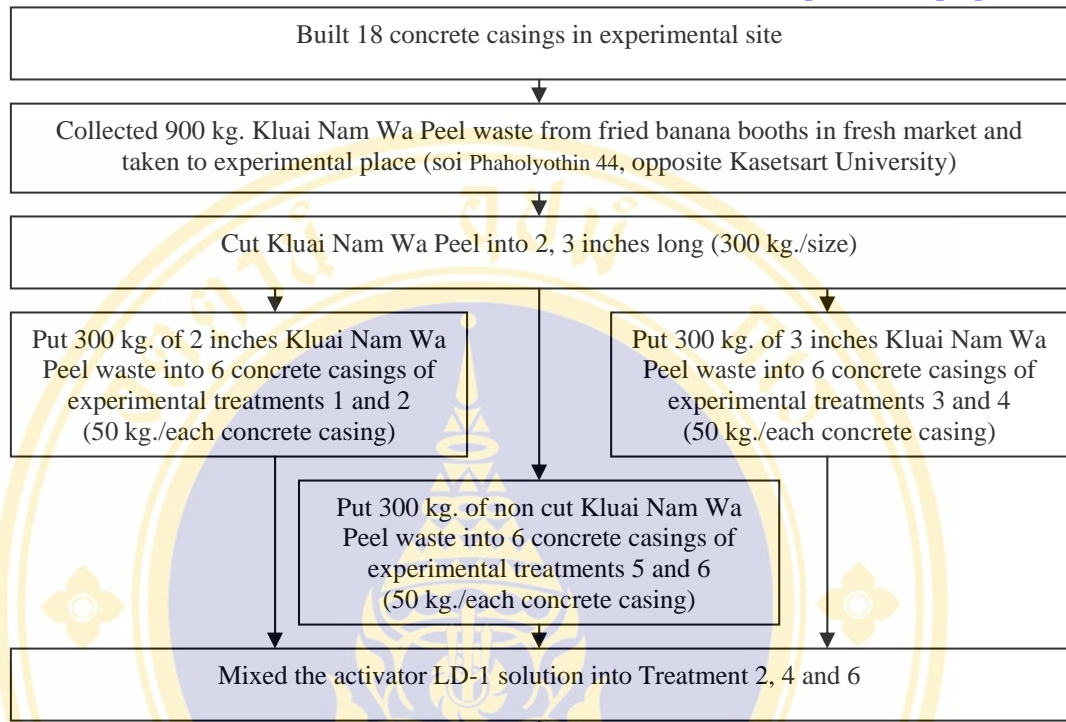 Built 18 concrete casings in experimental site
Collected 900 kg. Kluai Nam Wa Peel waste from fried banana booths in fresh market and
taken to experimental place (soi Phaholyothin 44, opposite Kasetsart University)
Cut Kluai Nam Wa Peel into 2, 3 inches long (300 kg./size)
Put 300 kg. of 2 inches Kluai Nam Wa
Peel waste into 6 concrete casings of
experimental treatments 1 and 2
(50 kg./each concrete casing)
Put 300 kg. of 3 inches Kluai Nam Wa
Peel waste into 6 concrete casings of
experimental treatments 3 and 4
(50 kg./each concrete casing)
Put 300 kg. of non cut Kluai Nam Wa
Peel waste into 6 concrete casings of
experimental treatments 5 and 6
(50 kg./each concrete casing)
Mixed the activator LD-1 solution into Treatment 2, 4 and 6